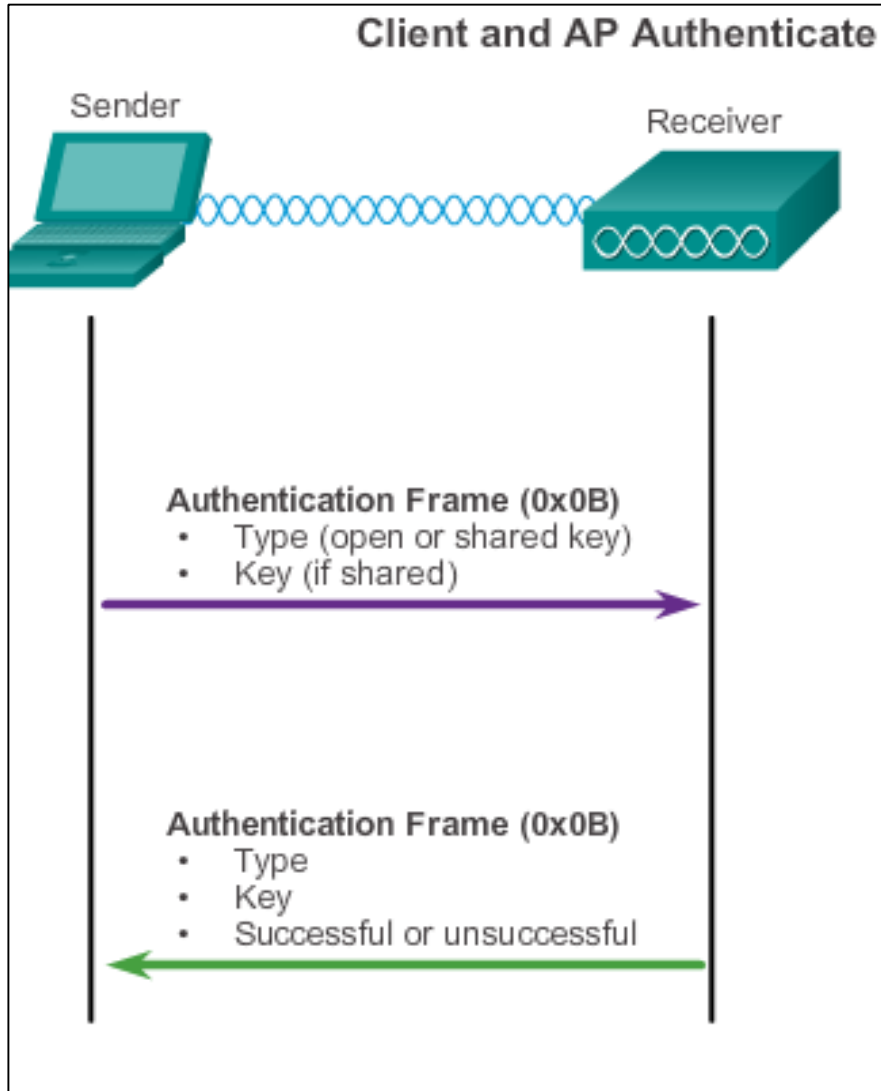 Client and AP Authenticate
Sender
Receiver
Authentication Frame (0x0B)
• Type (open or shared key)
• Key (if shared)
Authentication Frame (0x0B)
• Type
• Key
• Successful or unsuccessful